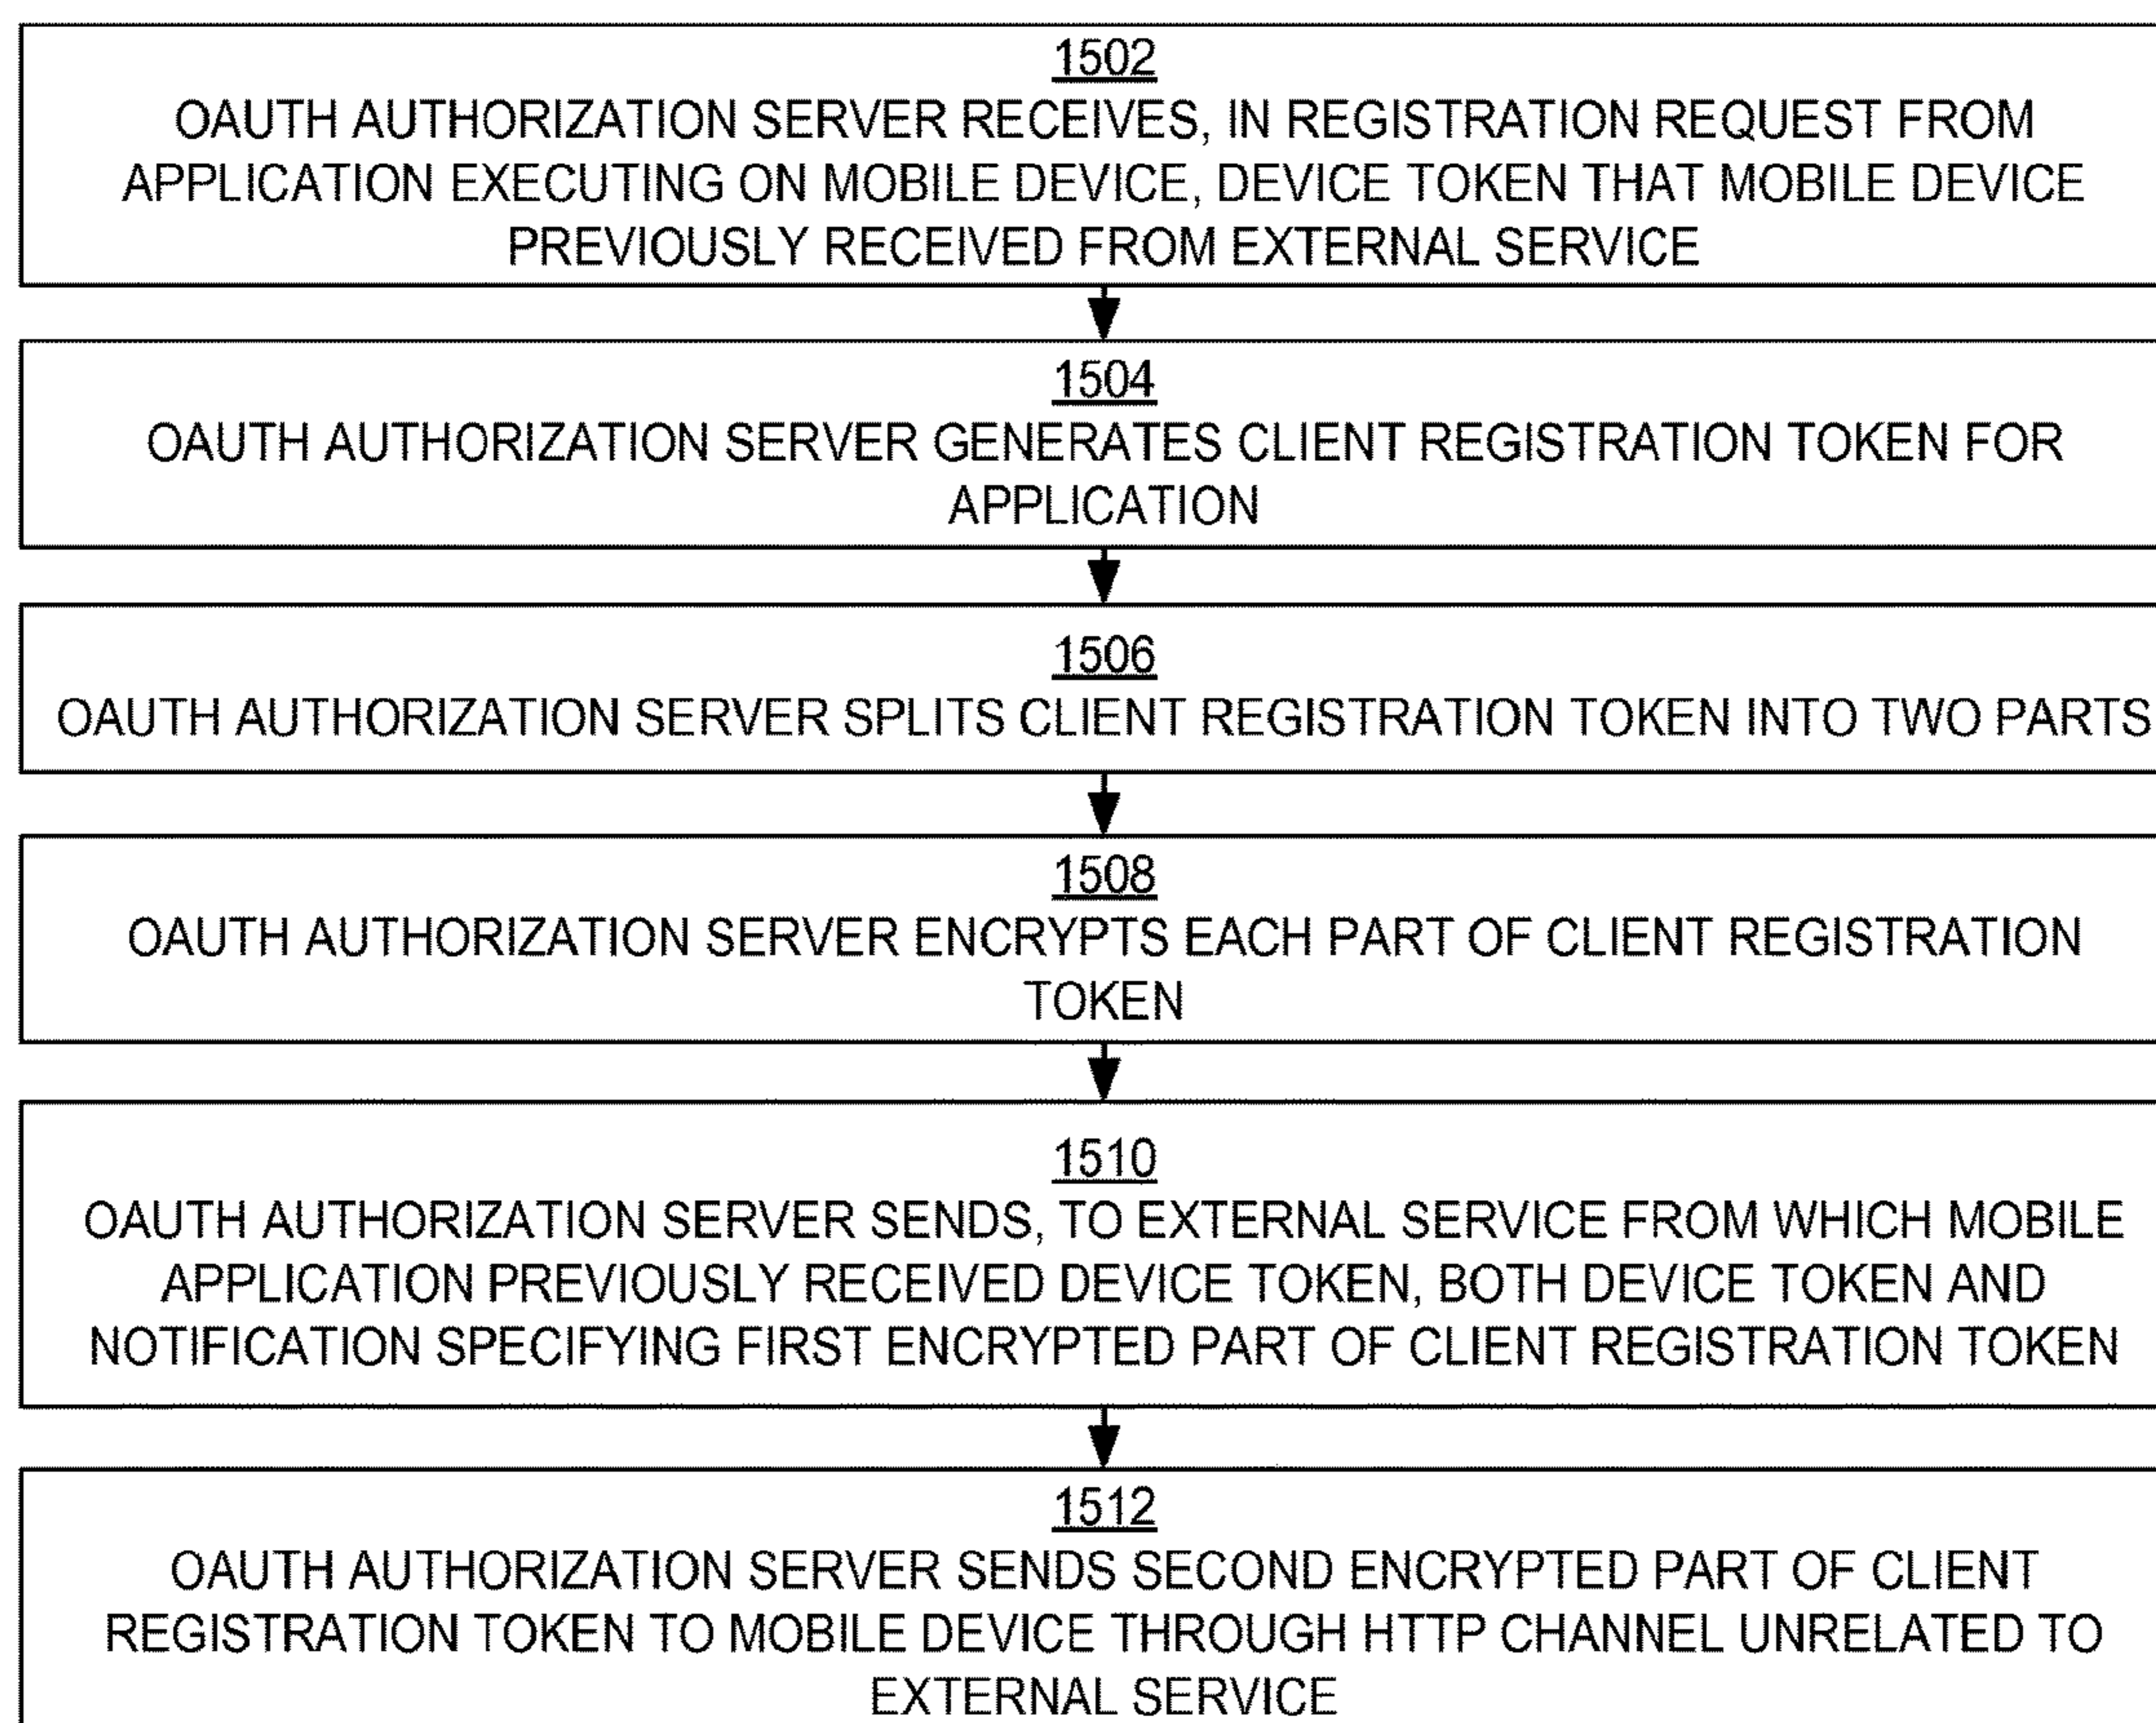 1502
OAUTH AUTHORIZATION SERVER RECEIVES, IN REGISTRATION REQUEST FROM
APPLICATION EXECUTING ON MOBILE DEVICE, DEVICE TOKEN THAT MOBILE DEVICE
PREVIOUSLY RECEIVED FROM EXTERNAL SERVICE
1504
OAUTH AUTHORIZATION SERVER GENERATES CLIENT REGISTRATION TOKEN FOR
APPLICATION
1506
OAUTH AUTHORIZATION SERVER SPLITS CLIENT REGISTRATION TOKEN INTO TWO PARTS
1508
OAUTH AUTHORIZATION SERVER ENCRYPTS EACH PART OF CLIENT REGISTRATION
TOKEN
1510
OAUTH AUTHORIZATION SERVER SENDS, TO EXTERNAL SERVICE FROM WHICH MOBILE
APPLICATION PREVIOUSLY RECEIVED DEVICE TOKEN, BOTH DEVICE TOKEN AND
NOTIFICATION SPECIFYING FIRST ENCRYPTED PART OF CLIENT REGISTRATION TOKEN
1512
OAUTH AUTHORIZATION SERVER SENDS SECOND ENCRYPTED PART OF CLIENT
REGISTRATION TOKEN TO MOBILE DEVICE THROUGH HTTP CHANNEL UNRELATED TO
EXTERNAL SERVICE